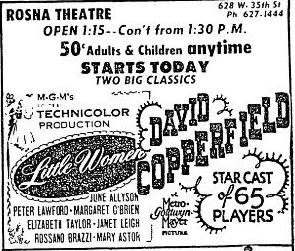 ROSNA THEATRE
628 W. 35th St
Ph 627-1444
OPEN 1:15--Con't from 1:30 P.M.
50¢ Adults & Children anytime
STARTS TODAY
TWO BIG CLASSICS
M-G-M's
TECHNICOLOR
PRODUCTION
Little Women
JUNE ALLYSON
PETER LAWFORD • MARGARET O'BRIEN
ELIZABETH TAYLOR • JANET LEIGH
ROSSANO BRAZZI • MARY ASTOR
DAVID
COPPERFIELD
Metro-
Goldwyn-
Mayer
PICTURE
STAR CAST
of 65
PLAYERS